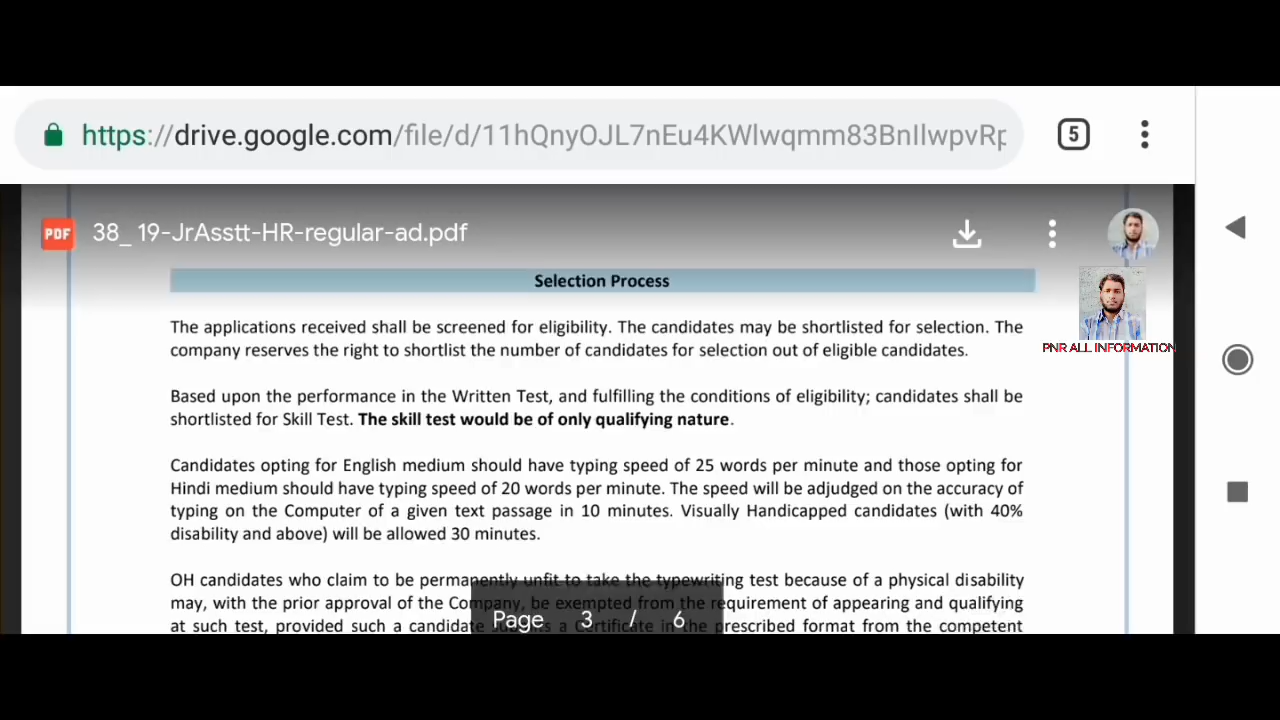 https://drive.google.com/file/d/11hQnyOJL7nEu4KWlwqmm83BnIlwpvRp
5
PDF
38_ 19-JrAsstt-HR-regular-ad.pdf
PNR ALL INFORMATION
Selection Process
The applications received shall be screened for eligibility. The candidates may be shortlisted for selection. The
company reserves the right to shortlist the number of candidates for selection out of eligible candidates.
Based upon the performance in the Written Test, and fulfilling the conditions of eligibility; candidates shall be
shortlisted for Skill Test. The skill test would be of only qualifying nature.
Candidates opting for English medium should have typing speed of 25 words per minute and those opting for
Hindi medium should have typing speed of 20 words per minute. The speed will be adjudged on the accuracy of
typing on the Computer of a given text passage in 10 minutes. Visually Handicapped candidates (with 40%
disability and above) will be allowed 30 minutes.
OH candidates who claim to be permanently unfit to take the typewriting test because of a physical disability
may, with the prior approval of the Company, be exempted from the requirement of appearing and qualifying
at such test, provided such a candidate submits a Certificate in the prescribed format from the competent
Page 3 / 6